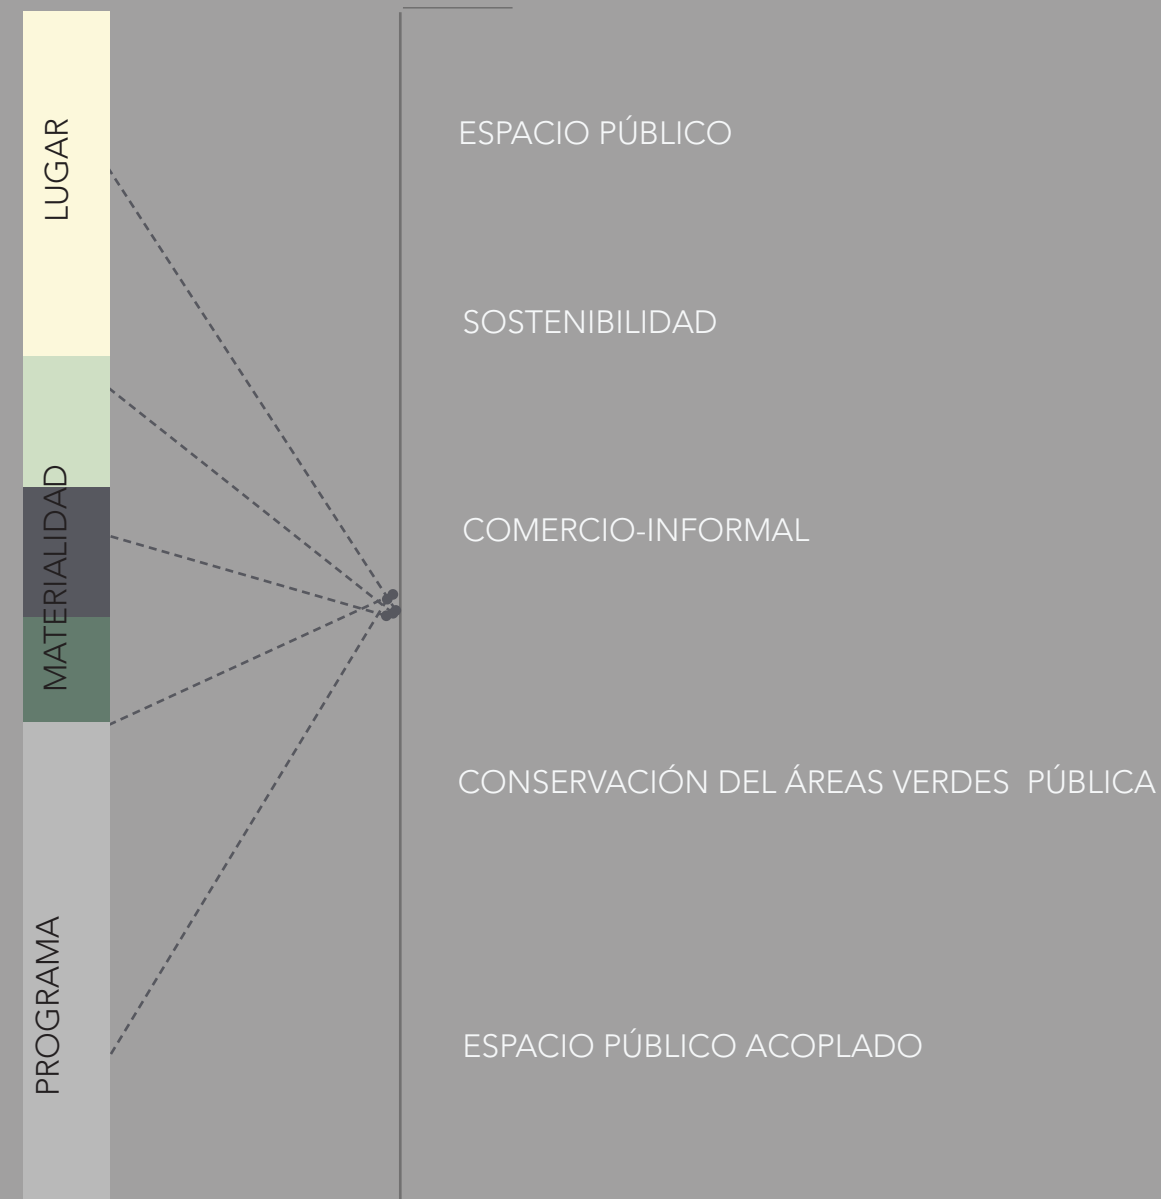 LUGAR
MATERIALIDAD
PROGRAMA
ESPACIO PÚBLICO
SOSTENIBILIDAD
COMERCIO-INFORMAL
CONSERVACIÓN DEL ÁREAS VERDES PÚBLICA
ESPACIO PÚBLICO ACOPLADO